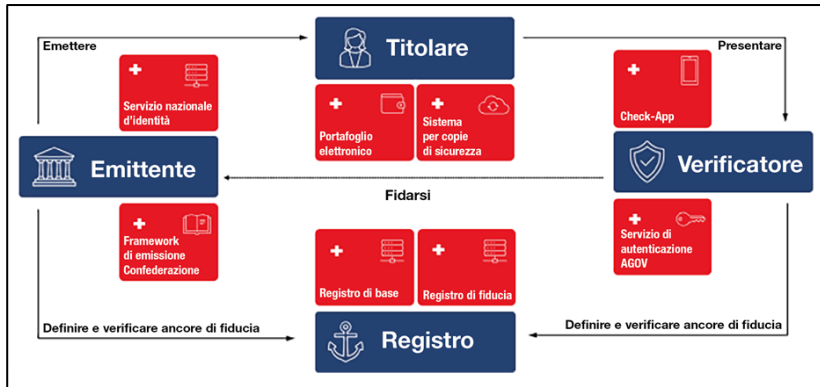 Emettere
Titolare
Presentare
Servizio nazionale
d'identità
Portafoglio
elettronico
Sistema
per copie
di sicurezza
Check-App
Emittente
Fidarsi
Verificatore
Framework
di emissione
Confederazione
Servizio di
autenticazione
AGOV
Registro di base
Registro di fiducia
Definire e verificare ancore di fiducia
Registro
Definire e verificare ancore di fiducia